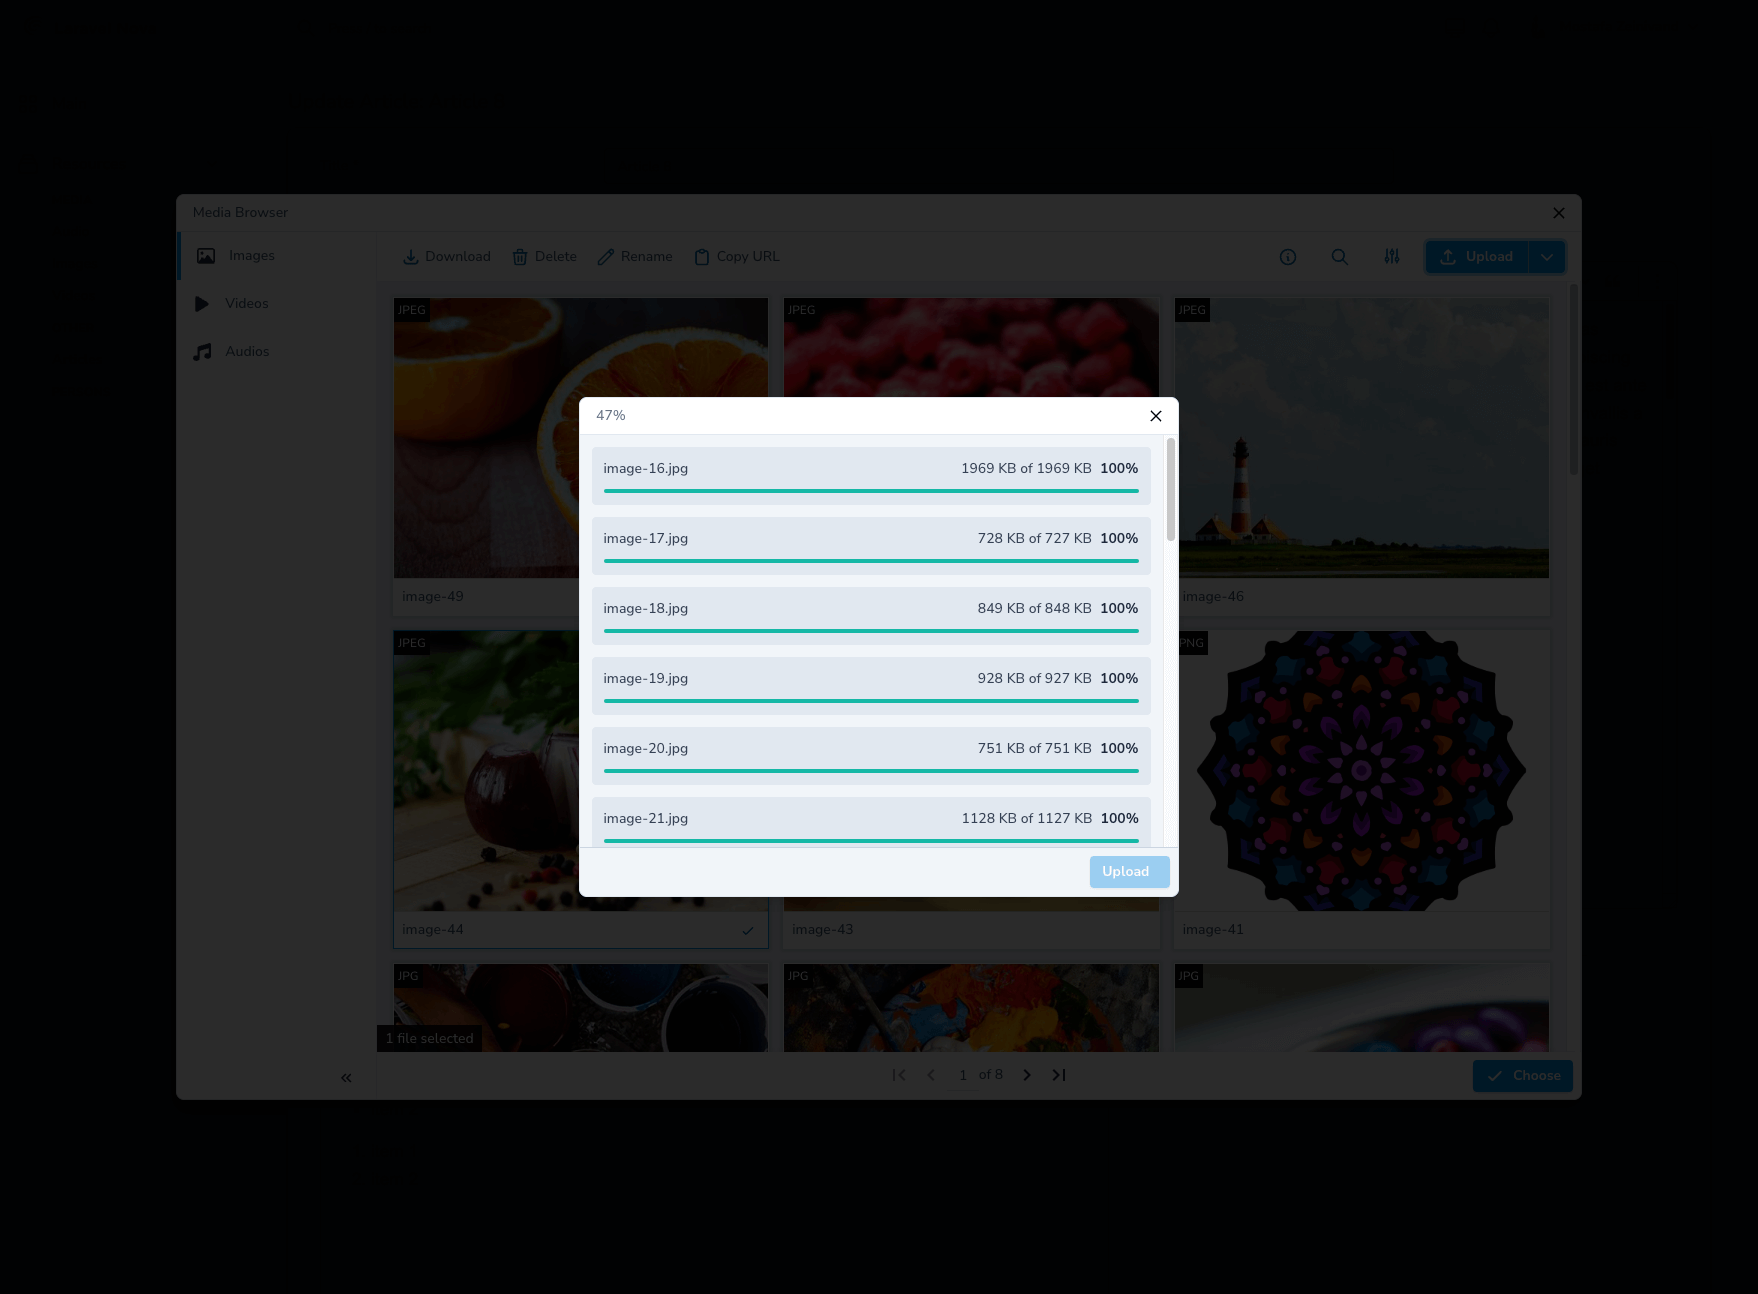 Media Browser
Images
Videos
Audios
Download Delete Rename Copy URL Upload
JPEG JPEG JPEG
image-49 image-46
47%
image-16.jpg 1969 KB of 1969 KB 100%
image-17.jpg 728 KB of 727 KB 100%
image-18.jpg 849 KB of 848 KB 100%
image-19.jpg 928 KB of 927 KB 100%
image-20.jpg 751 KB of 751 KB 100%
image-21.jpg 1128 KB of 1127 KB 100%
Upload
JPEG PNG
image-44 image-43 image-41
JPG JPG JPG
1 file selected
1 of 8
Choose